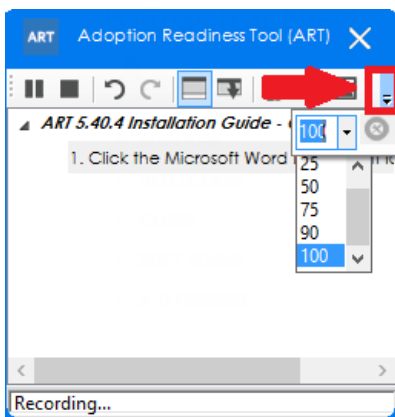 ART Adoption Readiness Tool (ART)
ART 5.40.4 Installation Guide -
100
1. Click the Microsoft Word
25
50
75
90
100
Recording...